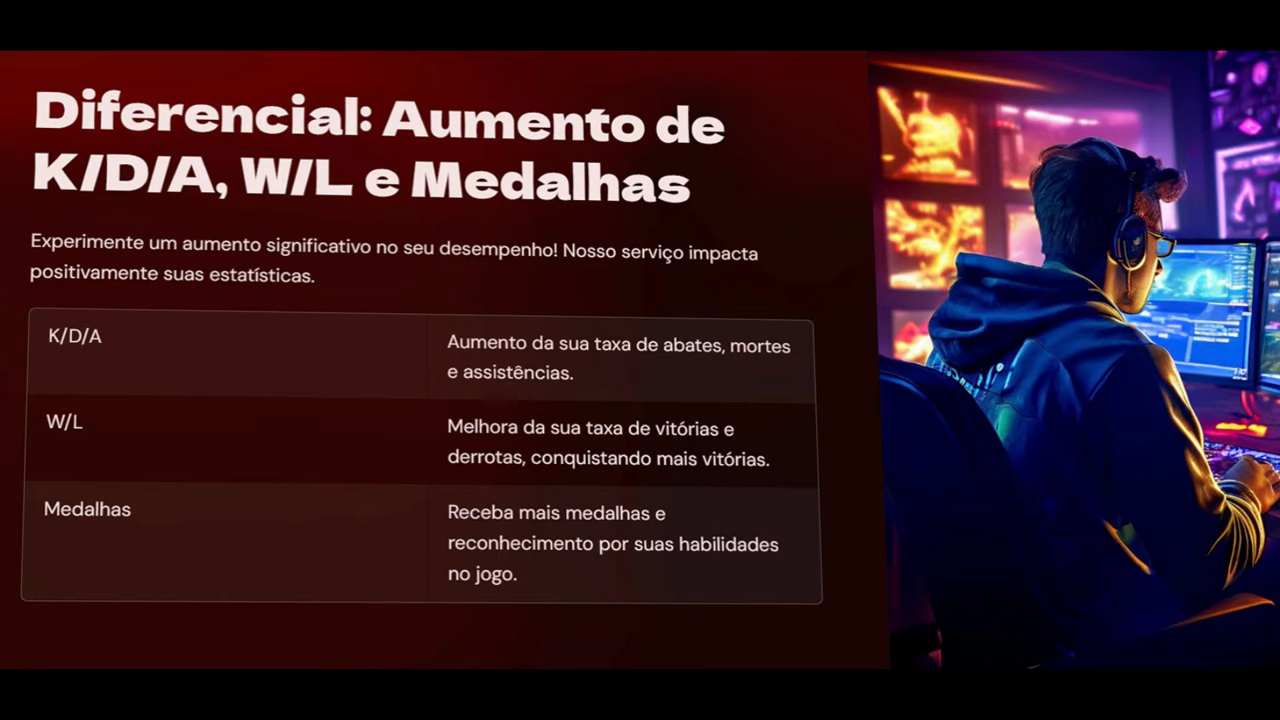 Diferencial: Aumento de
K/D/A, W/L e Medalhas
Experimente um aumento significativo no seu desempenho! Nosso serviço impacta
positivamente suas estatísticas.
K/D/A
Aumento da sua taxa de abates, mortes
e assistências.
W/L
Melhora da sua taxa de vitórias e
derrotas, conquistando mais vitórias.
Medalhas
Receba mais medalhas e
reconhecimento por suas habilidades
no jogo.